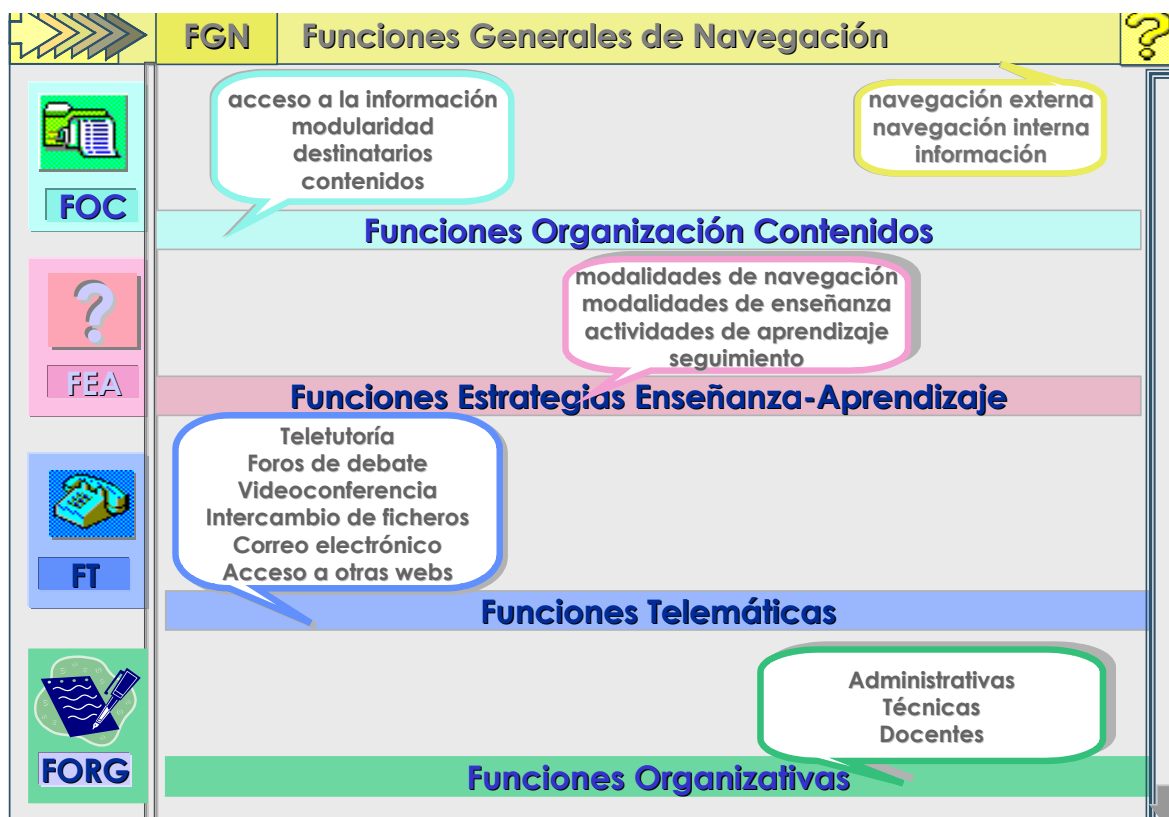 FGN
Funciones Generales de Navegación
?
acceso a la información
modularidad
destinatarios
contenidos
navegación externa
navegación interna
información
FOC
Funciones Organización Contenidos
modalidades de navegación
modalidades de enseñanza
actividades de aprendizaje
seguimiento
?
FEA
Funciones Estrategias Enseñanza-Aprendizaje
Teletutoría
Foros de debate
Videoconferencia
Intercambio de ficheros
Correo electrónico
Acceso a otras webs
FT
Funciones Telemáticas
Administrativas
Técnicas
Docentes
FORG
Funciones Organizativas